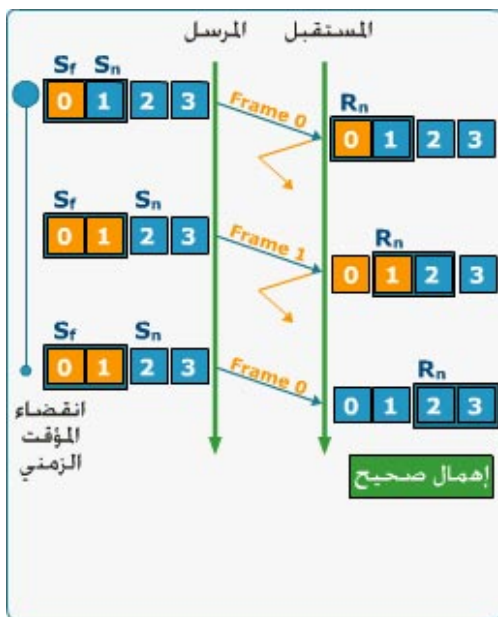 المرسل
المستقبل
Sf Sn
0 1 2 3
Frame 0
Rn
0 1 2 3
Sf Sn
0 1 2 3
Frame 1
Rn
0 1 2 3
Sf Sn
0 1 2 3
Frame 0
Rn
0 1 2 3
انقضاء
المؤقت
الزمني
إهمال صحيح